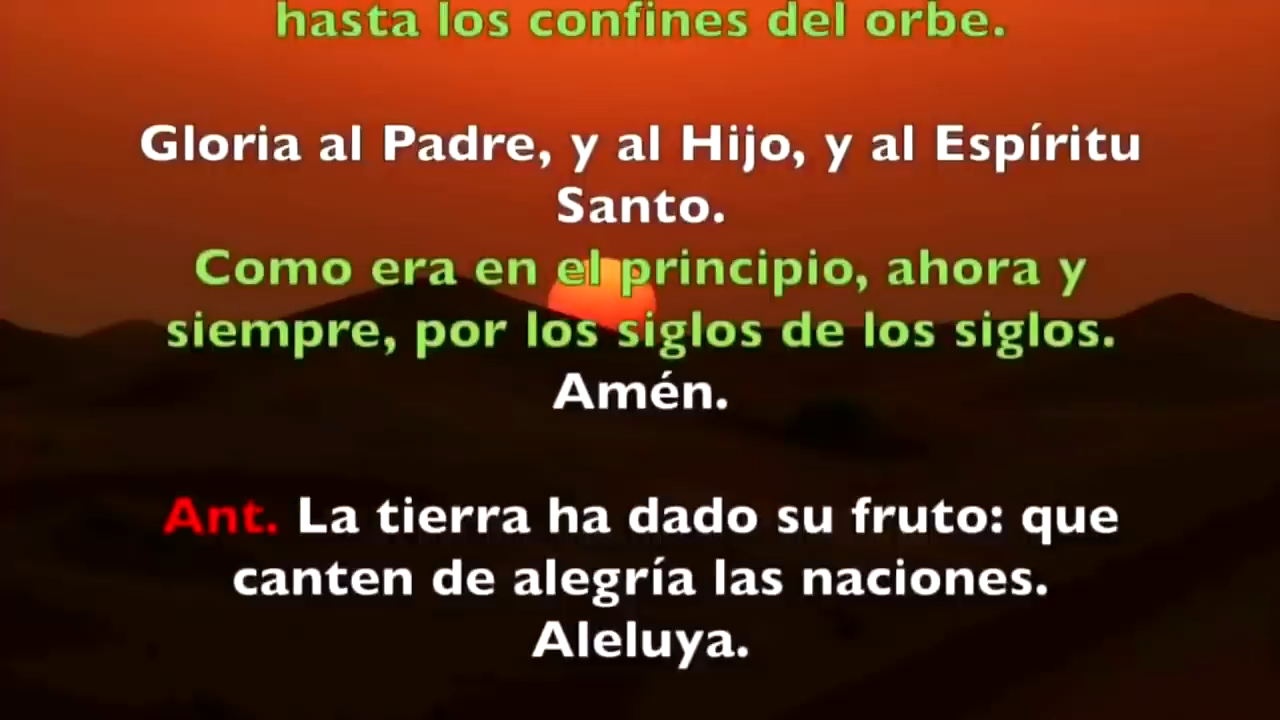 hasta los confines del orbe.
Gloria al Padre, y al Hijo, y al Espíritu
Santo.
Como era en el principio, ahora y
siempre, por los siglos de los siglos.
Amén.
Ant. La tierra ha dado su fruto: que
canten de alegría las naciones.
Aleluya.